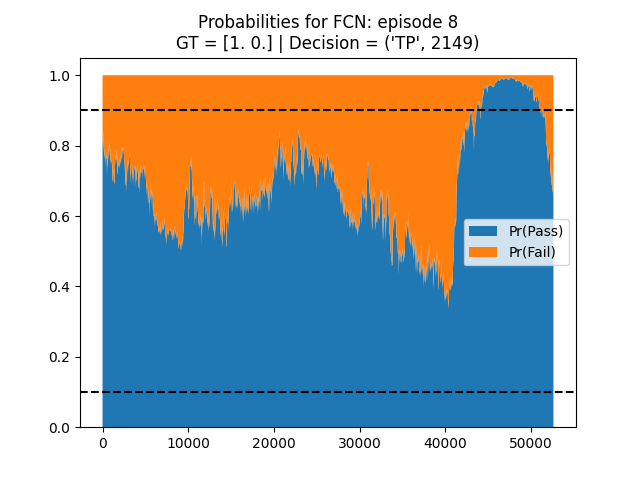 Probabilities for FCN: episode 8
GT = [1. 0.] | Decision = ('TP', 2149)
1.0
0.8
0.6
0.4
0.2
0.0
Pr(Pass)
Pr(Fail)
0 10000 20000 30000 40000 50000